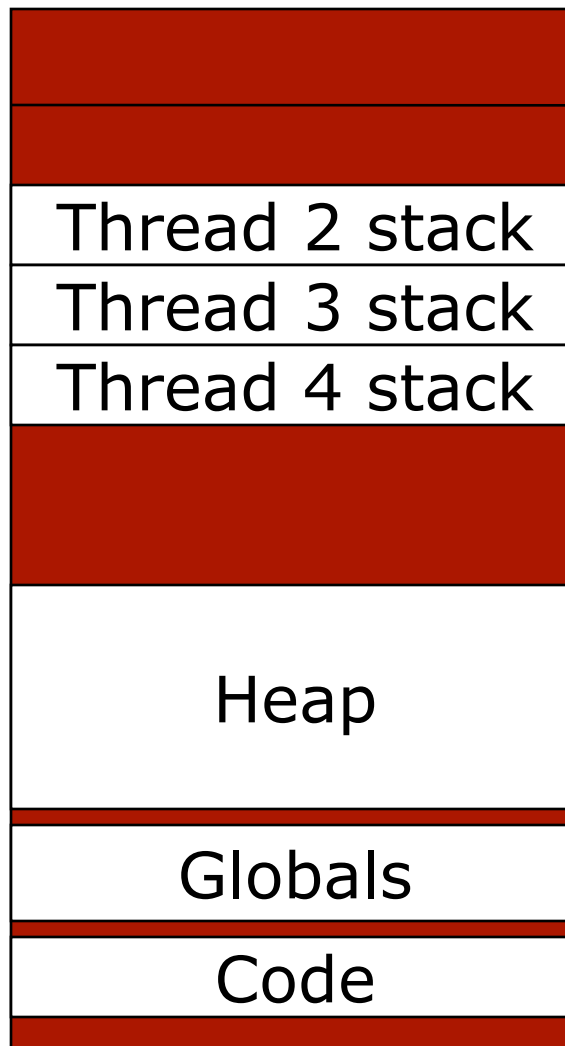 Thread 2 stack
Thread 3 stack
Thread 4 stack
Heap
Globals
Code